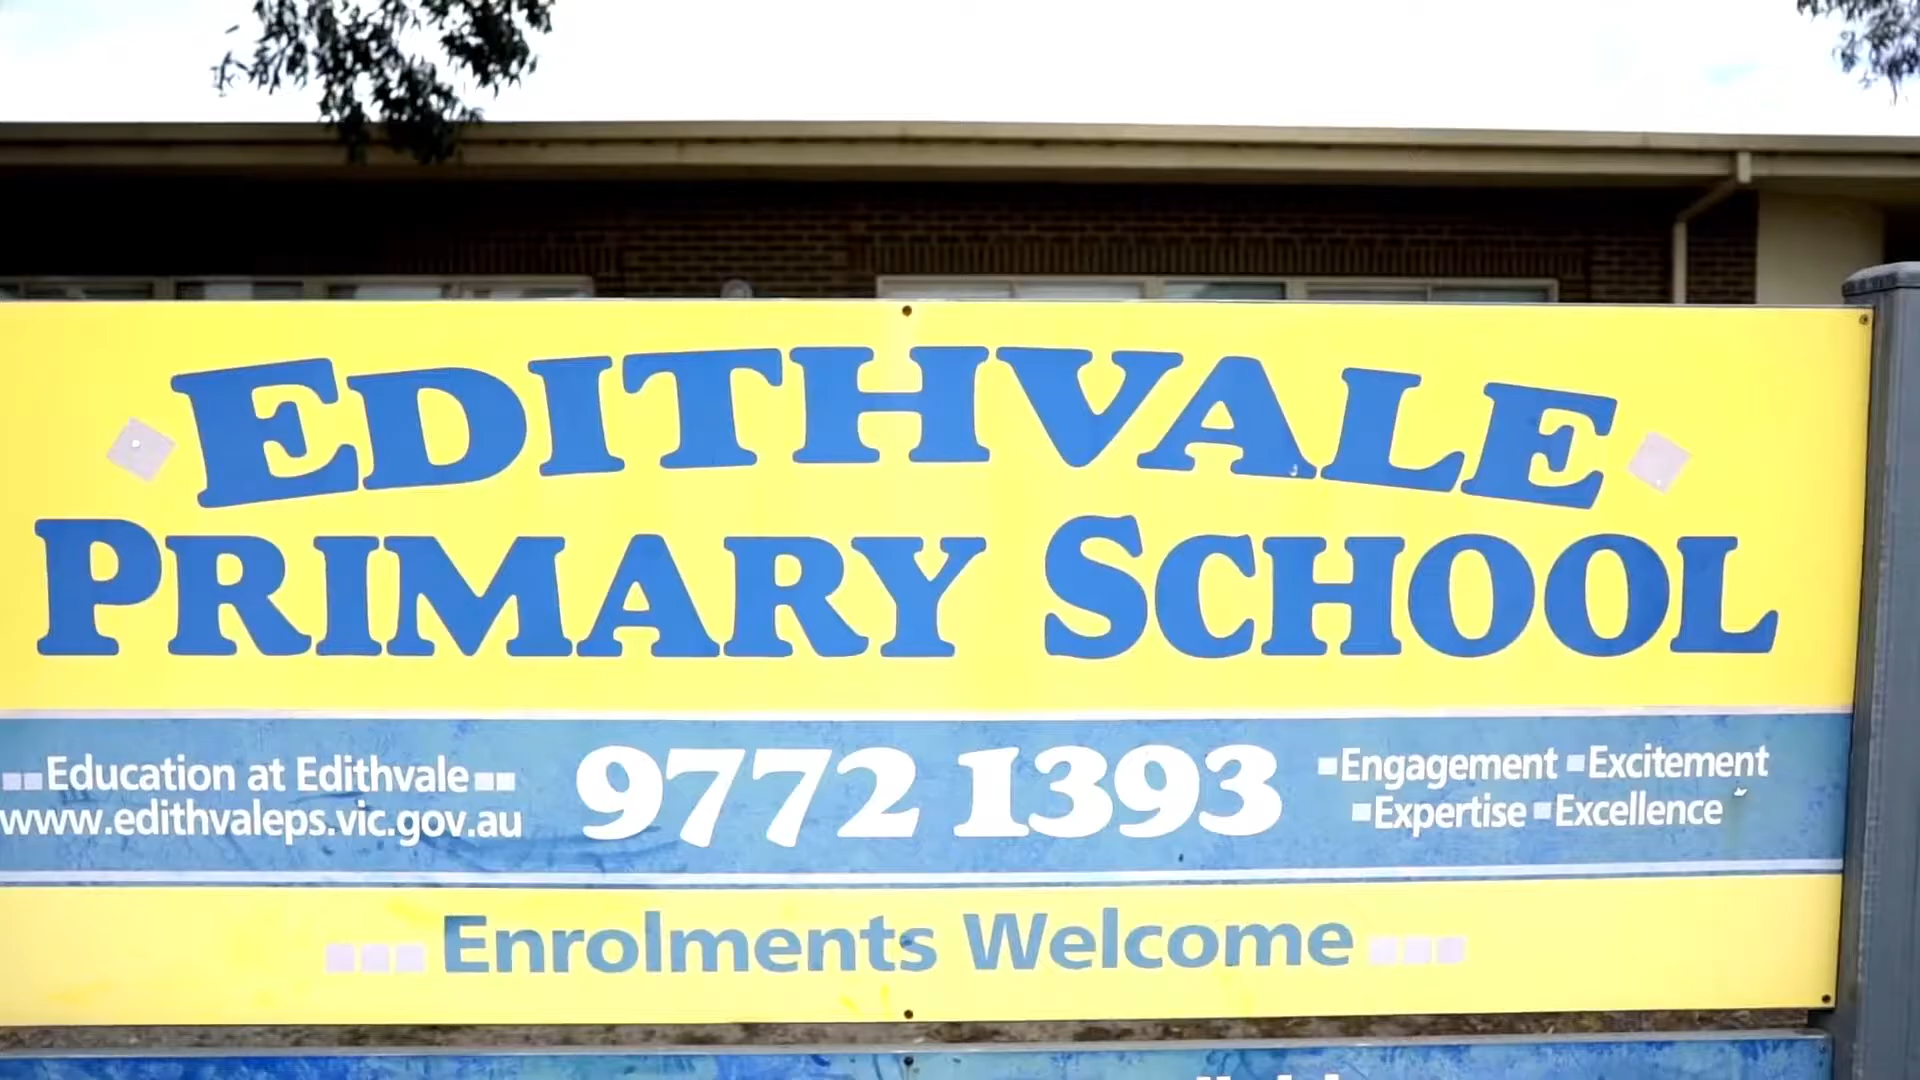 EDITHVALE
PRIMARY SCHOOL
Education at Edithvale
www.edithvaleps.vic.gov.au
9772 1393
Engagement Excitement
Expertise Excellence
Enrolments Welcome